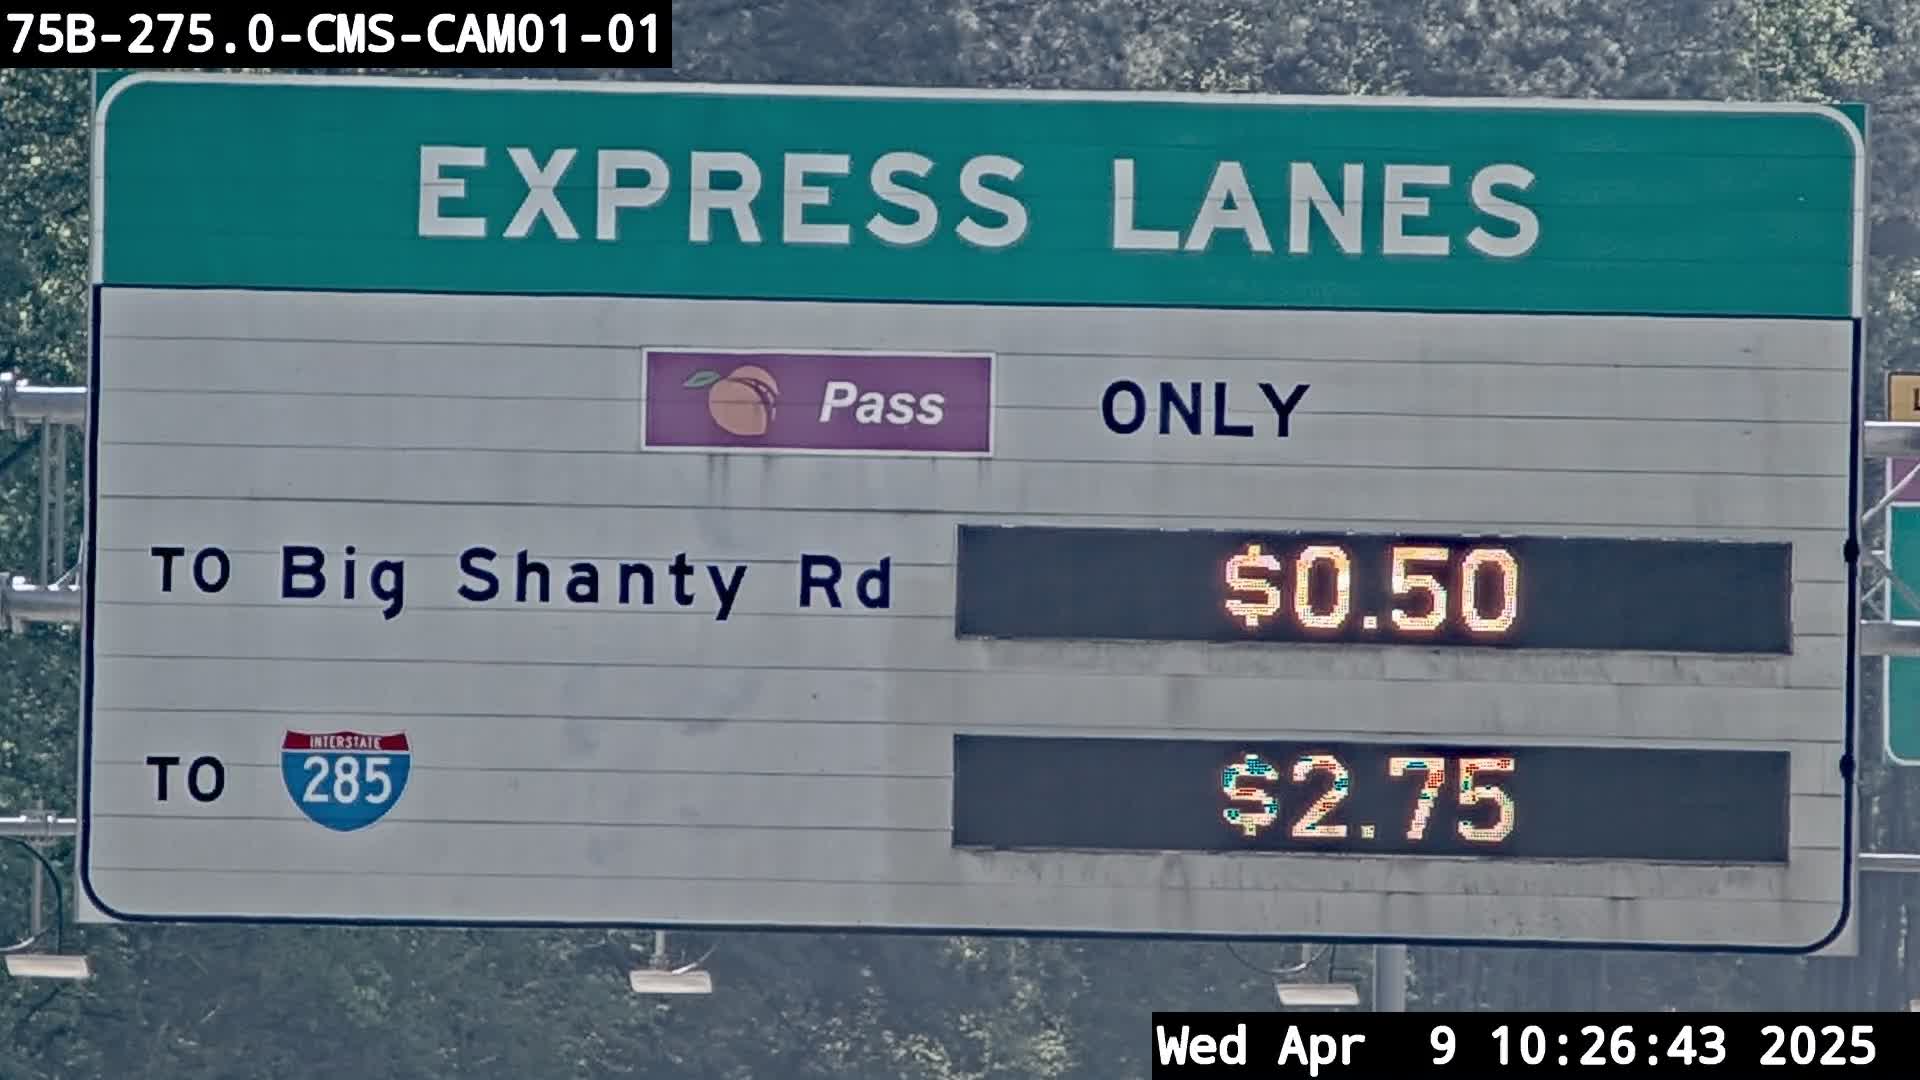 75B-275.0-CMS-CAM01-01
EXPRESS LANES
Pass ONLY
TO Big Shanty Rd $0.50
INTERSTATE
TO 285 $2.75
Wed Apr 9 10:26:43 2025